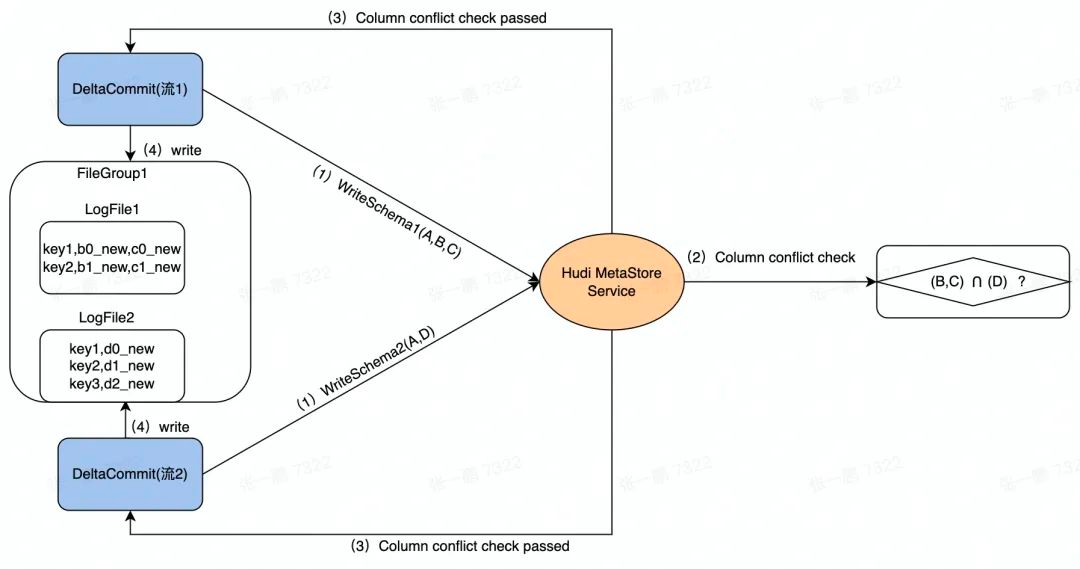 （3）Column conflict check passed
DeltaCommit(流1)
（4）write
FileGroup1
LogFile1
key1,b0_new,c0_new
key2,b1_new,c1_new
LogFile2
key1,d0_new
key2,d1_new
key3,d2_new
（4）write
DeltaCommit(流2)
（1）WriteSchema1(A,B,C)
（1）WriteSchema2(A,D)
Hudi MetaStore
Service
（2）Column conflict check
(B,C) ∩ (D) ？
（3）Column conflict check passed
张一鹏 7322